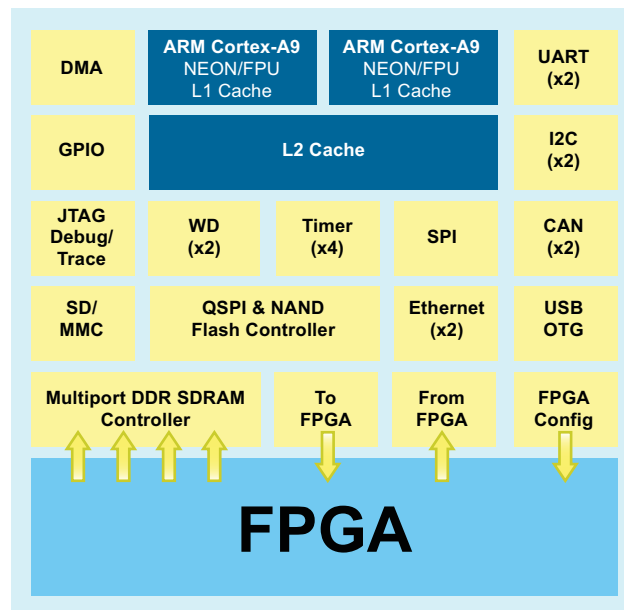 DMA
ARM Cortex-A9
NEON/FPU
L1 Cache
ARM Cortex-A9
NEON/FPU
L1 Cache
UART
(x2)
GPIO
L2 Cache
I2C
(x2)
JTAG
Debug/
Trace
WD
(x2)
Timer
(x4)
SPI
CAN
(x2)
SD/
MMC
QSPI & NAND
Flash Controller
Ethernet
(x2)
USB
OTG
Multiport DDR SDRAM
Controller
To
FPGA
From
FPGA
FPGA
Config
FPGA